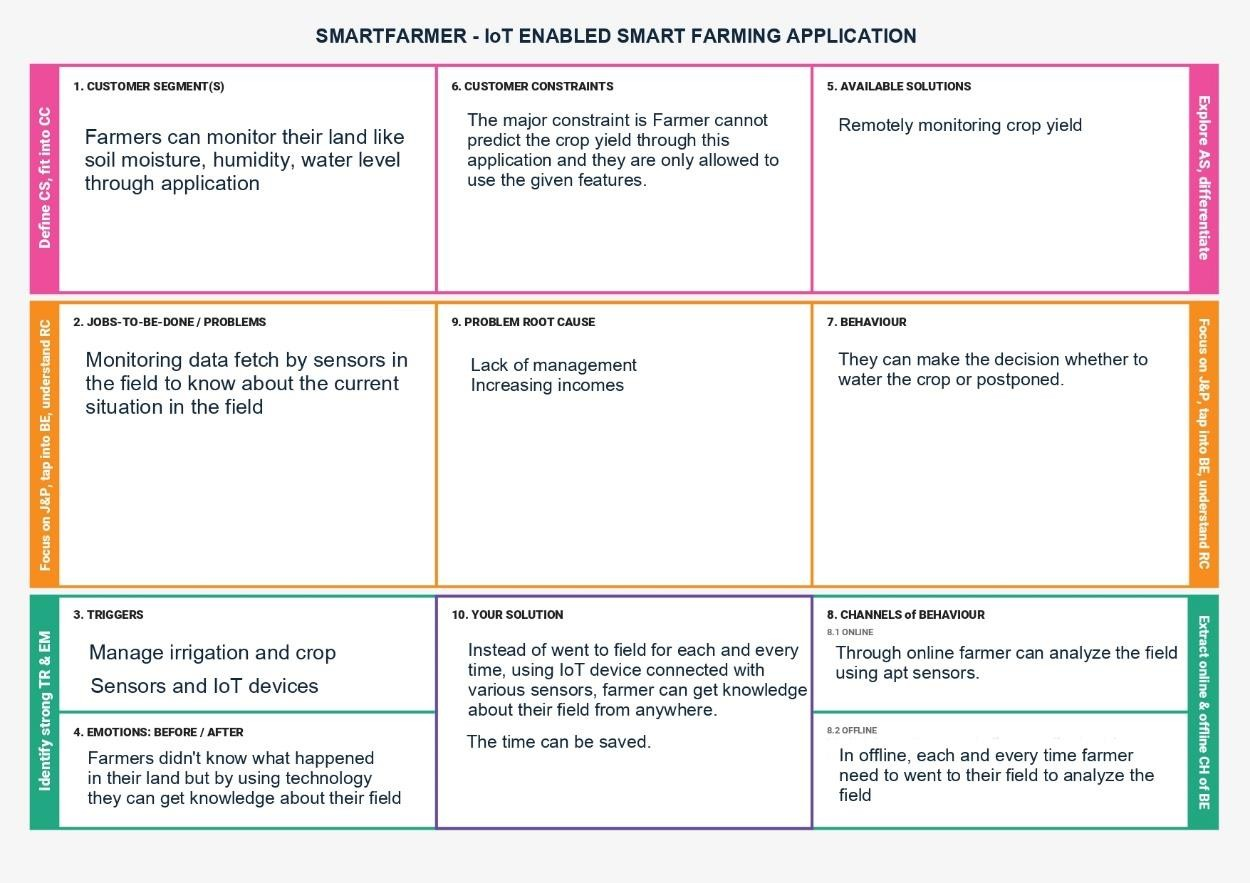 SMARTFARMER - IoT ENABLED SMART FARMING APPLICATION
Define CS, fit into CC
1. CUSTOMER SEGMENT(S)
Farmers can monitor their land like
soil moisture, humidity, water level
through application
6. CUSTOMER CONSTRAINTS
The major constraint is Farmer cannot
predict the crop yield through this
application and they are only allowed to
use the given features.
5. AVAILABLE SOLUTIONS
Remotely monitoring crop yield
Explore AS, differentiate
Focus on J&P, tap into BE, understand RC
2. JOBS-TO-BE-DONE / PROBLEMS
Monitoring data fetch by sensors in
the field to know about the current
situation in the field
9. PROBLEM ROOT CAUSE
Lack of management
Increasing incomes
7. BEHAVIOUR
They can make the decision whether to
water the crop or postponed.
Focus on J&P, tap into BE, understand RC
Identify strong TR & EM
3. TRIGGERS
Manage irrigation and crop
Sensors and IoT devices
4. EMOTIONS: BEFORE / AFTER
Farmers didn't know what happened
in their land but by using technology
they can get knowledge about their field
10. YOUR SOLUTION
Instead of went to field for each and every
time, using IoT device connected with
various sensors, farmer can get knowledge
about their field from anywhere.
The time can be saved.
8. CHANNELS of BEHAVIOUR
8.1 ONLINE
Through online farmer can analyze the field
using apt sensors.
8.2 OFFLINE
In offline, each and every time farmer
need to went to their field to analyze the
field
Extract online & offline CH of BE